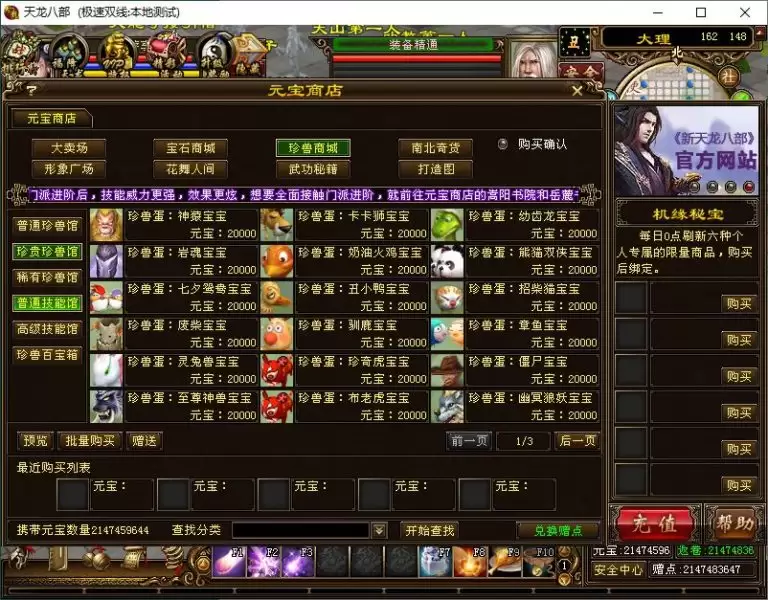 天龙八部 (极速双线:本地测试)
装备精通
大理 162 148
北
元宝商店
元宝商店
大卖场 宝石商城 珍兽商城 南北奇货 购买确认
形象广场 花舞人间 武功秘籍 打造图
门派进阶后，技能威力更强，效果更炫，想要全面接触门派进阶，就前往元宝商店的嵩阳书院和岳麓
普通珍兽馆
珍贵珍兽馆
稀有珍兽馆
普通技能馆
高级技能馆
珍兽百宝箱
珍兽蛋：神猿宝宝 珍兽蛋：卡卡狮宝宝 珍兽蛋：幼齿龙宝宝
元宝：20000 元宝：20000 元宝：20000
珍兽蛋：岩魂宝宝 珍兽蛋：奶油火鸡宝宝 珍兽蛋：熊猫双侠宝宝
元宝：20000 元宝：20000 元宝：20000
珍兽蛋：七夕鸳鸯宝宝 珍兽蛋：丑小鸭宝宝 珍兽蛋：招柴猫宝宝
元宝：20000 元宝：20000 元宝：20000
珍兽蛋：废柴宝宝 珍兽蛋：驯鹿宝宝 珍兽蛋：章鱼宝宝
元宝：20000 元宝：20000 元宝：20000
珍兽蛋：灵兔兽宝宝 珍兽蛋：珍奇虎宝宝 珍兽蛋：僵尸宝宝
元宝：20000 元宝：20000 元宝：20000
珍兽蛋：至尊神兽宝宝 珍兽蛋：布老虎宝宝 珍兽蛋：幽冥狼妖宝宝
元宝：20000 元宝：20000 元宝：20000
预览 批量购买 赠送 前一页 1/3 后一页
最近购买列表
元宝： 元宝： 元宝： 元宝： 元宝：
携带元宝数量2147459644 查找分类 开始查找 兑换赠点
《新天龙八部》
官方网站
机缘秘宝
每日0点刷新六种个
人专属的限量商品，购买
后绑定。
购买
购买
购买
购买
购买
购买
充值 帮助
F1 F2 F3 F7 F8 F9 F10
元宝:21474596
安全中心 赠点:2147483647